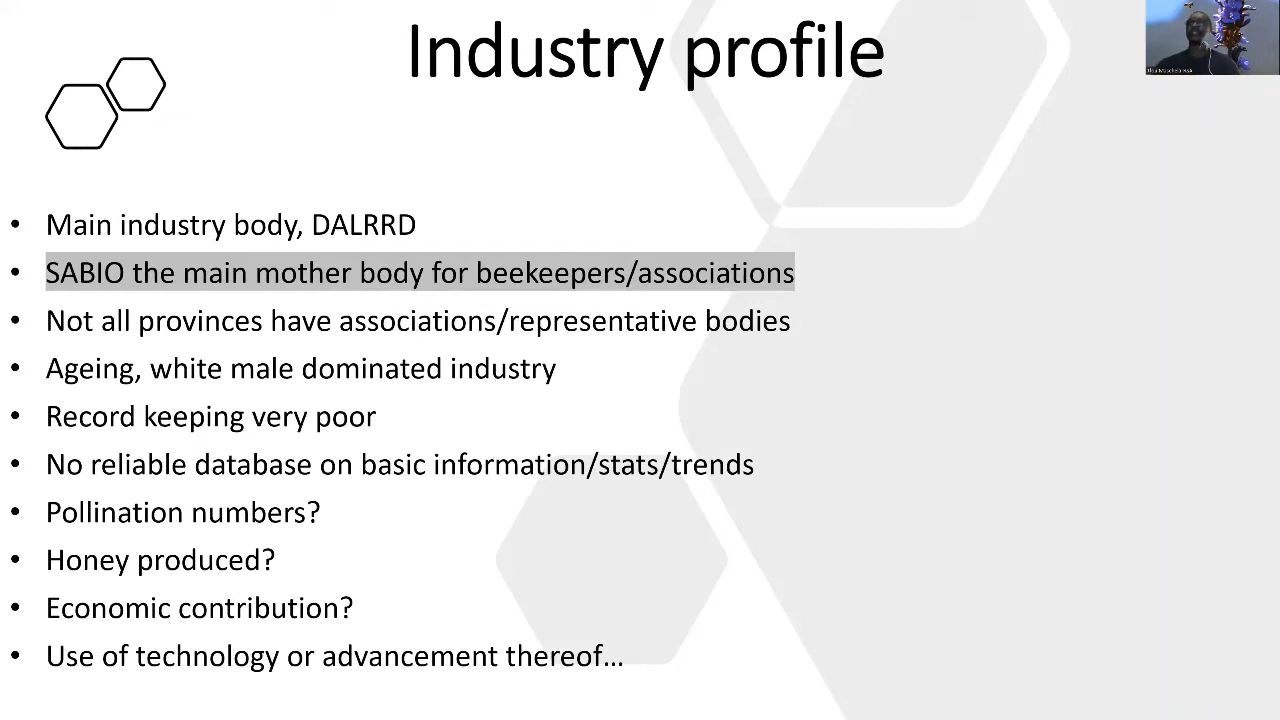 Industry profile
• Main industry body, DALRRD
• SABIO the main mother body for beekeepers/associations
• Not all provinces have associations/representative bodies
• Ageing, white male dominated industry
• Record keeping very poor
• No reliable database on basic information/stats/trends
• Pollination numbers?
• Honey produced?
• Economic contribution?
• Use of technology or advancement thereof...